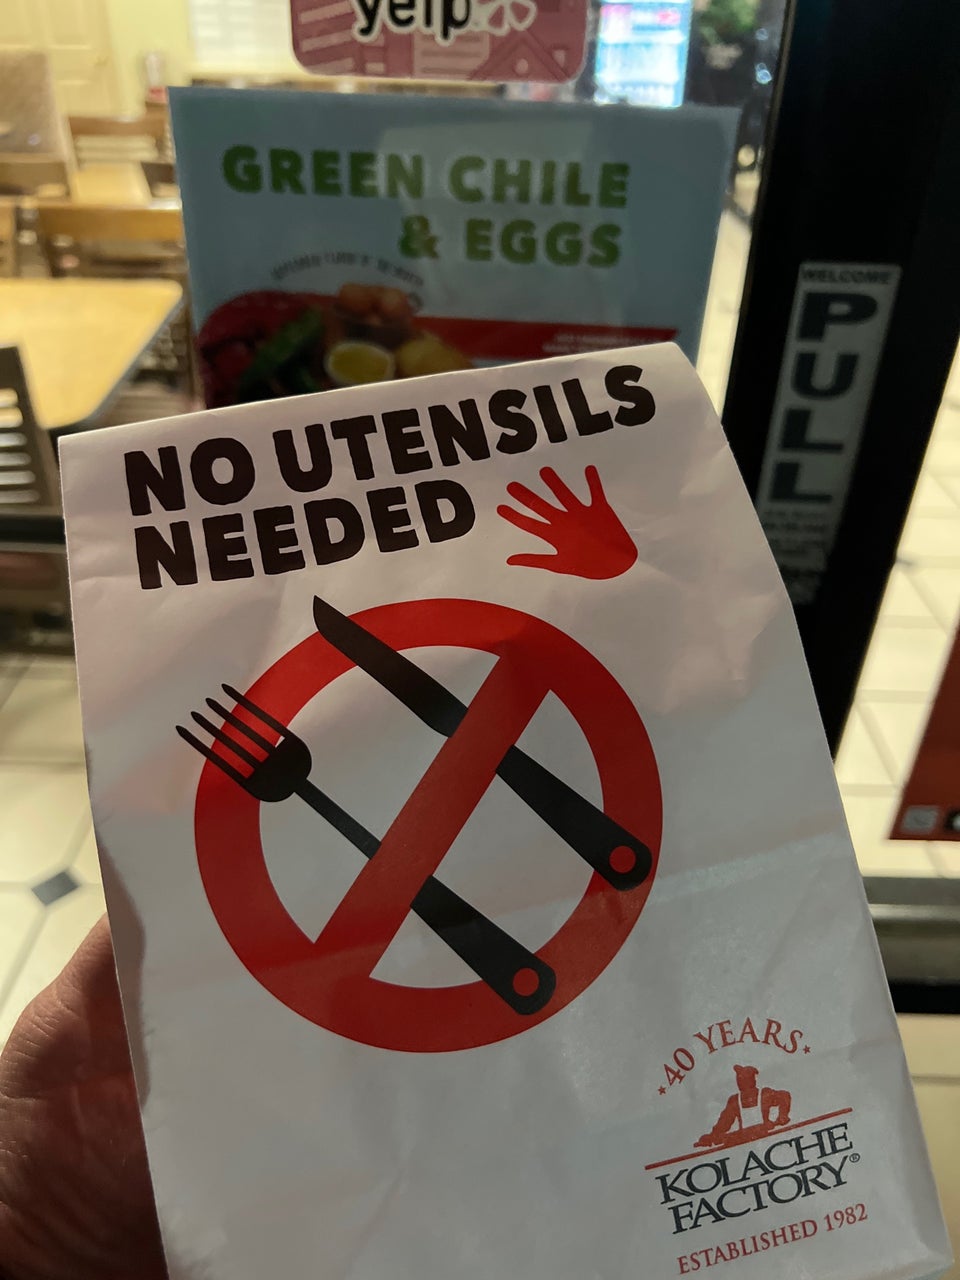 yelp
GREEN CHILE
& EGGS
WELCOME
PULL
NO UTENSILS
NEEDED
40 YEARS
KOLACHE
FACTORY®
ESTABLISHED 1982